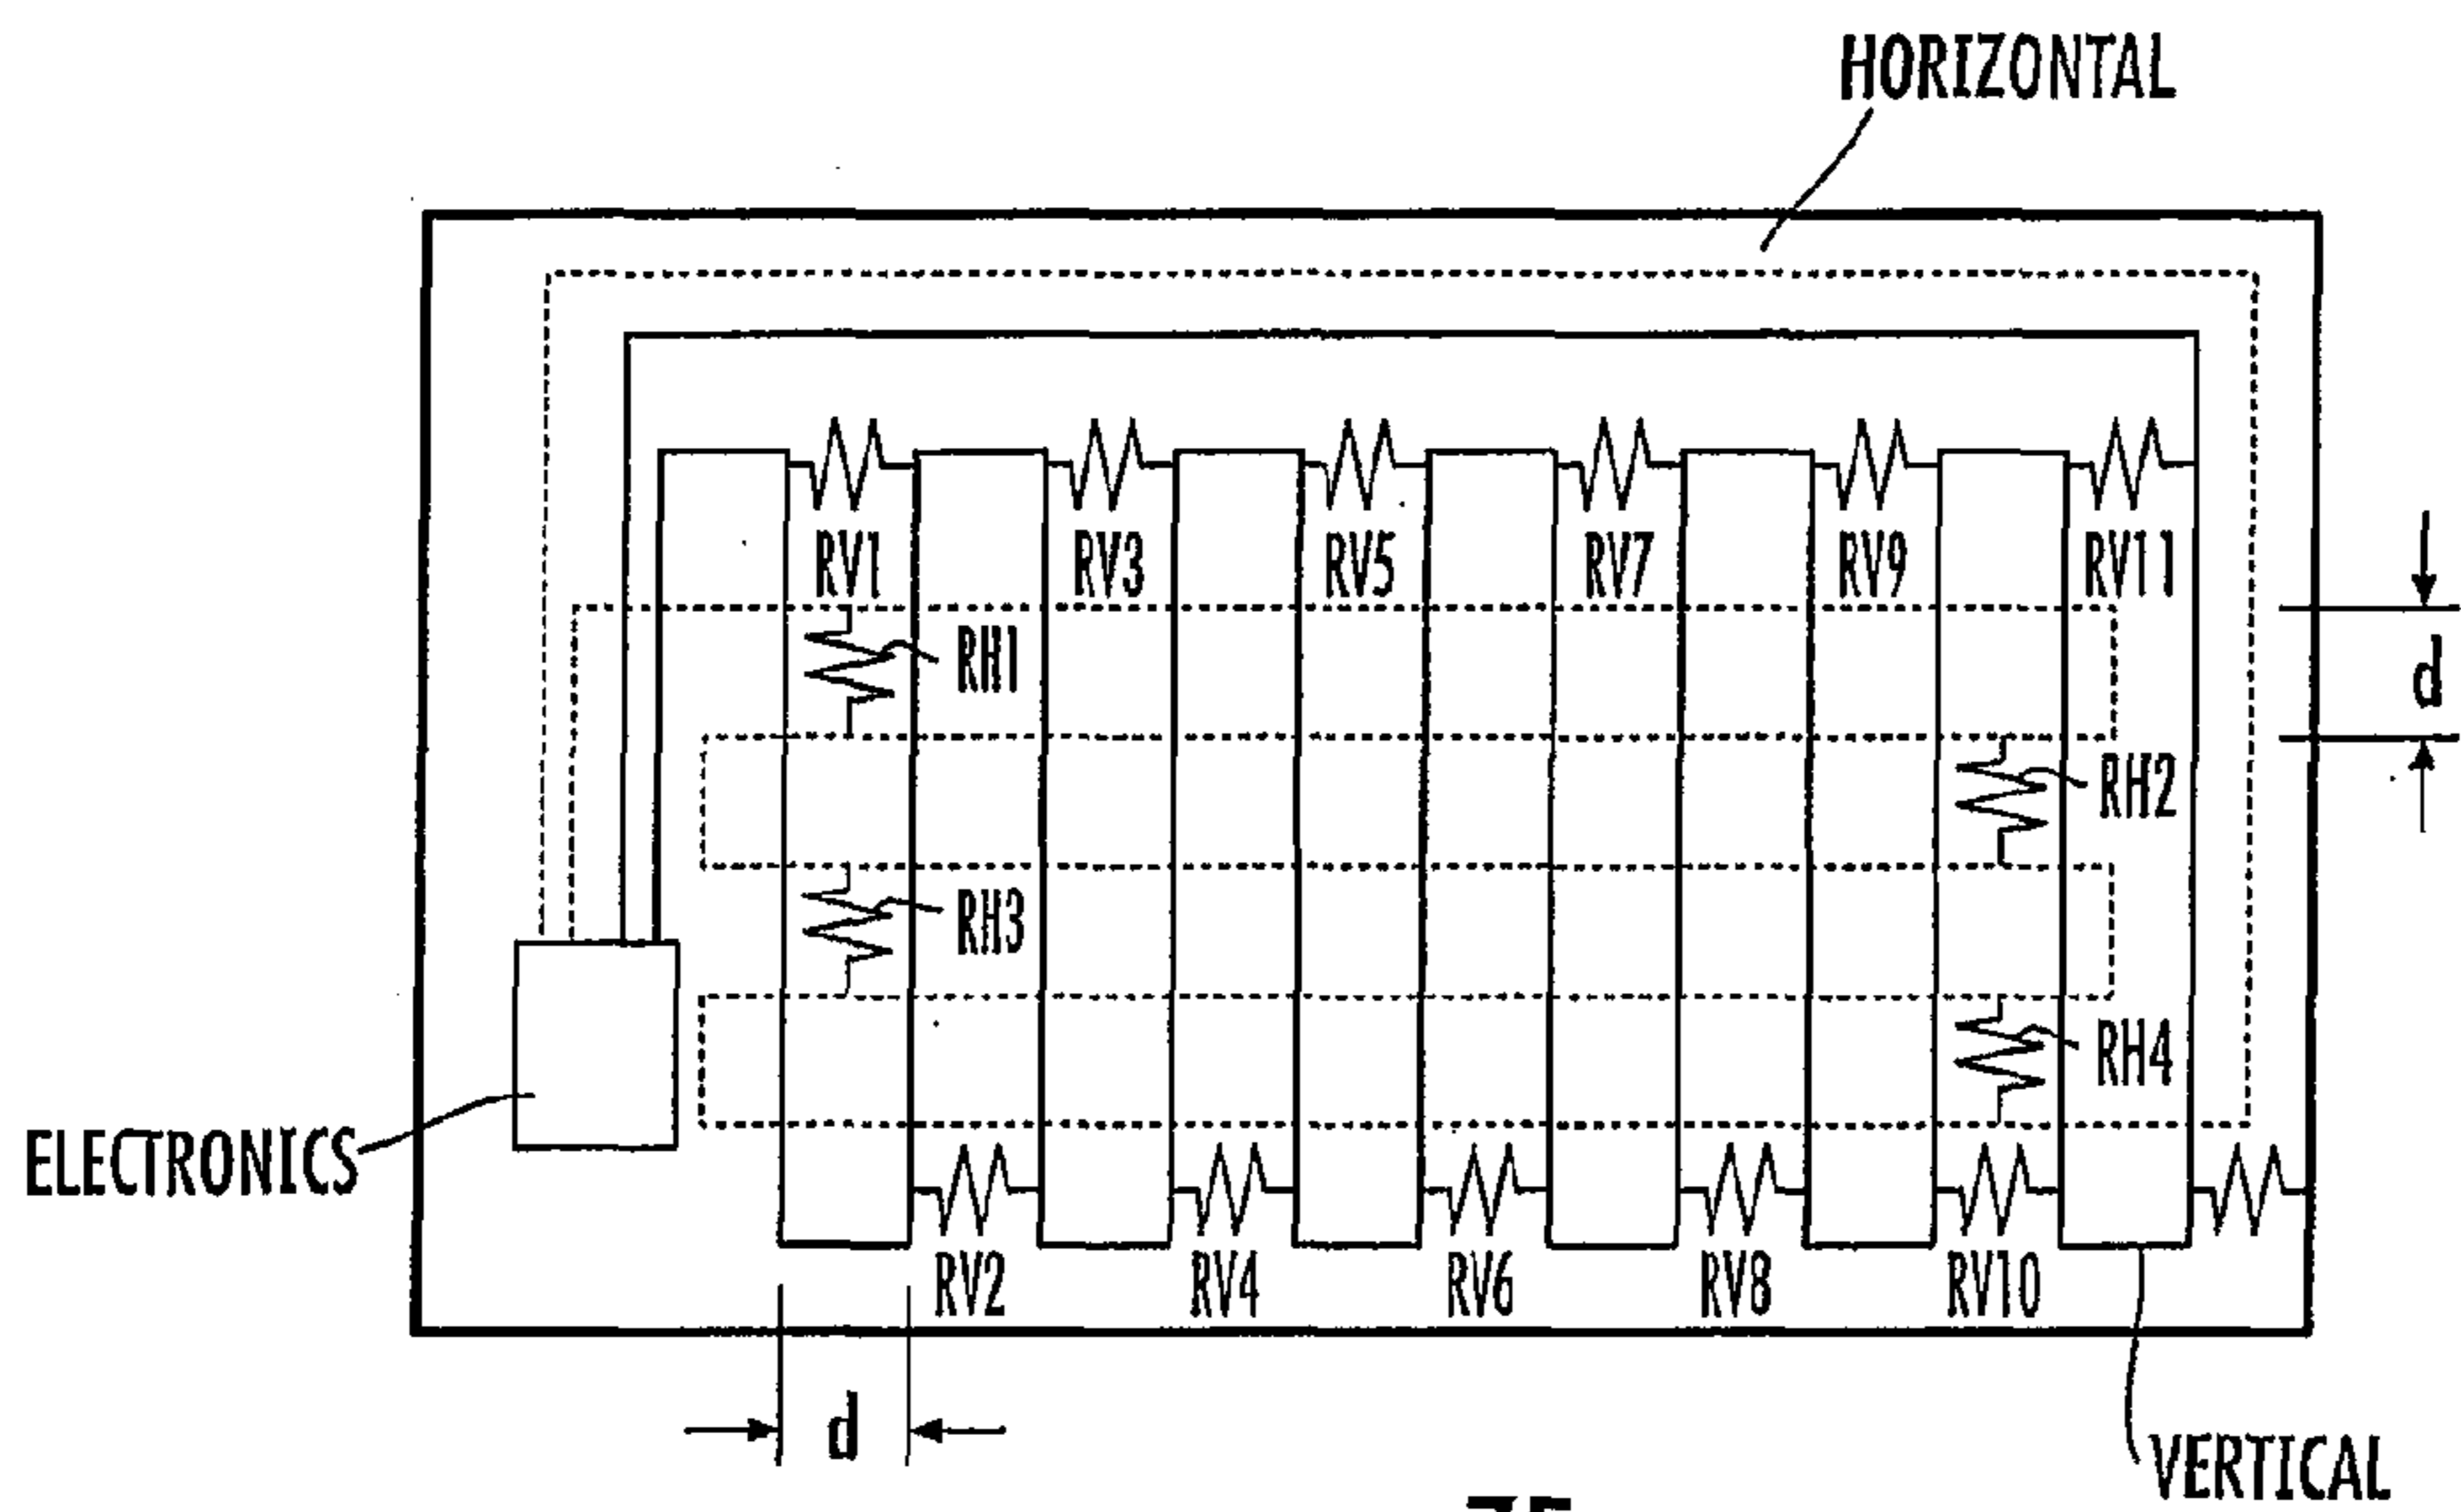 HORIZONTAL
RV1 RV3 RV5 RV7 RV9 RV11
RH1
d
RH2
RH3
RH4
ELECTRONICS
RV2 RV4 RV6 RV8 RV10
d
VERTICAL